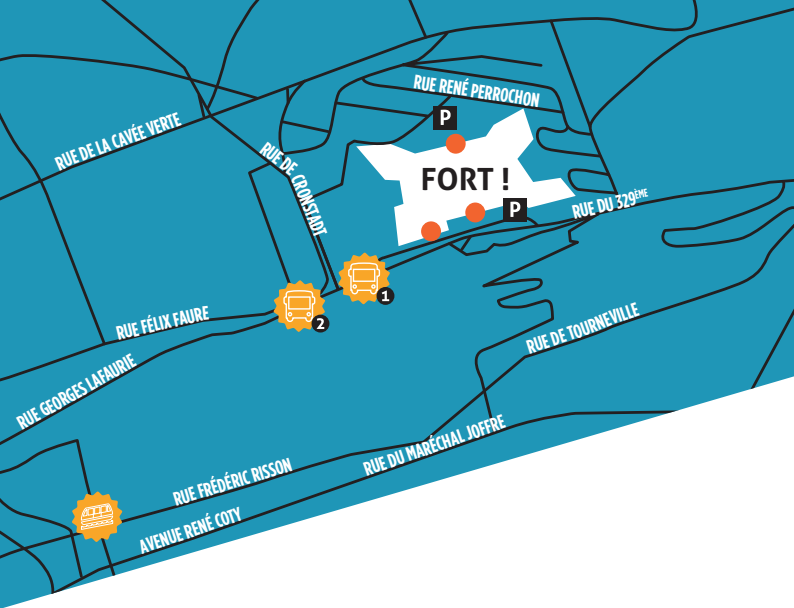 RUE RENÉ PERROCHON
P
RUE DE LA CAVÉE VERTE
RUE DE CRONSTADT
FORT !
P
RUE DU 329ÈME
1
2
RUE FÉLIX FAURE
RUE DE TOURNEVILLE
RUE GEORGES LAFAURIE
RUE DU MARÉCHAL JOFFRE
RUE FRÉDÉRIC RISSON
AVENUE RENÉ COTY